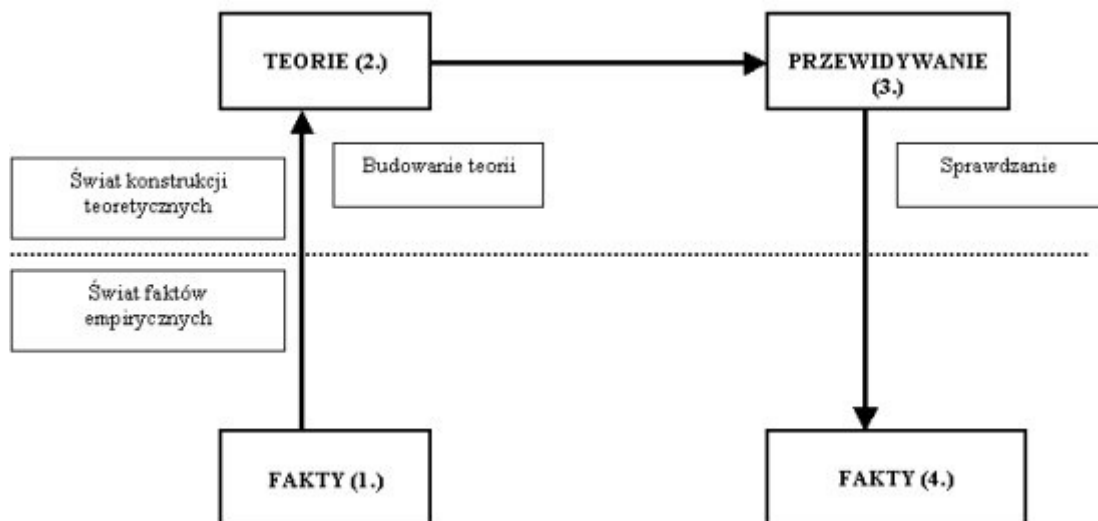 TEORIE (2.)
PRZEWIDYWANIE
(3.)
Budowanie teorii
Sprawdzanie
Świat konstrukcji
teoretycznych
Świat faktów
empirycznych
FAKTY (1.)
FAKTY (4.)